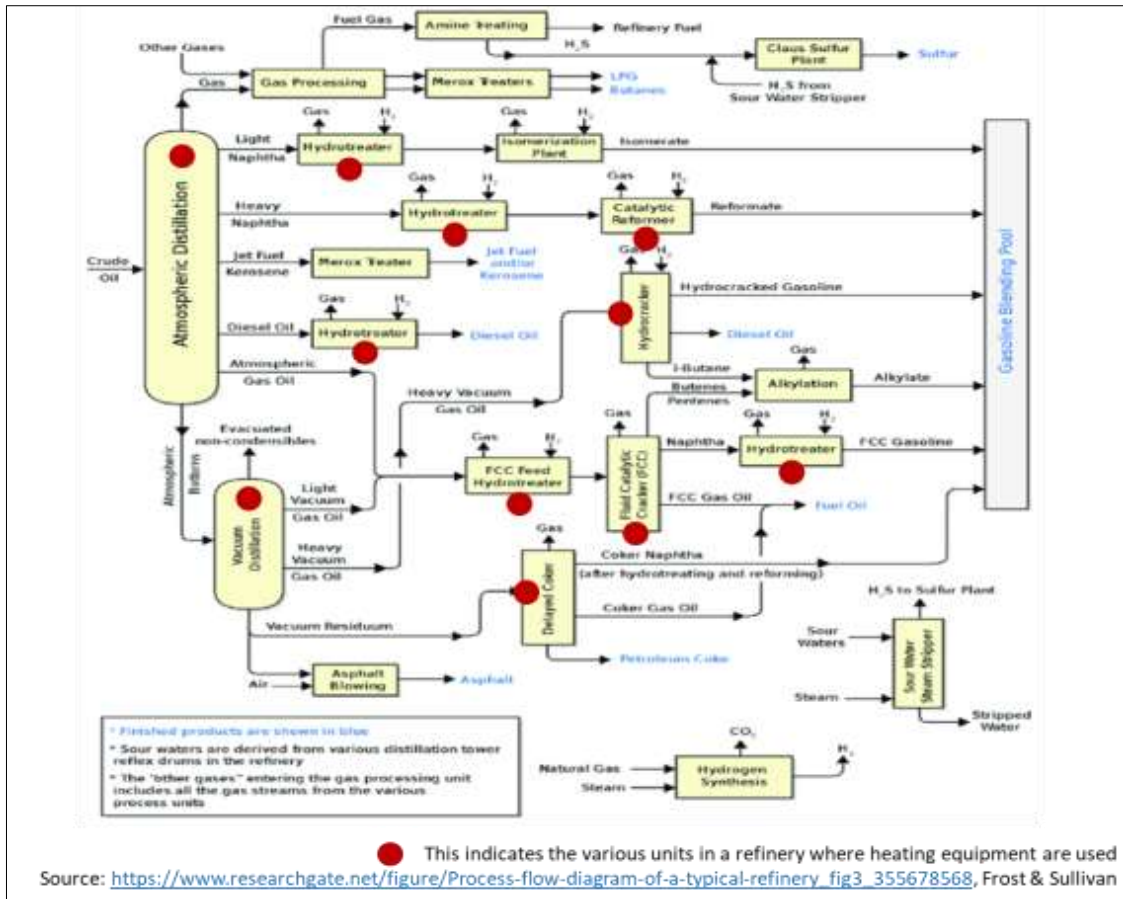 Fuel Gas
Amine Treating
Refinery Fuel
Other Gases
H₂S
Claus Sulfur
Plant
Sulfur
Gas
Gas Processing
Merox Treaters
LPG
Butanes
H₂S from
Sour Water Stripper
Light
Naphtha
Gas
H₂
Hydrotreater
Gas
H₂
Isomerization
Plant
Isomerate
Heavy
Naphtha
Gas
H₂
Hydrotreater
Gas
H₂
Catalytic
Reformer
Reformate
Crude
Oil
Atmospheric Distillation
Jet Fuel
Kerosene
Merox Treater
Jet Fuel
and/or
Kerosene
Gas
H₂
Hydrocracker
Hydrocracked Gasoline
Diesel Oil
Gasoline Blending Pool
Diesel Oil
Gas
H₂
Hydrotreater
Diesel Oil
Atmospheric
Gas Oil
Heavy Vacuum
Gas Oil
i-Butane
Butenes
Pentenes
Gas
Alkylation
Alkylate
Atmospheric
Bottoms
Evacuated
non-condensibles
Vacuum
Distillation
Light
Vacuum
Gas Oil
Heavy
Vacuum
Gas Oil
Gas
H₂
FCC Feed
Hydrotreater
Gas
Fluid Catalytic
Cracker (FCC)
Naphtha
Gas
H₂
Hydrotreater
FCC Gasoline
FCC Gas Oil
Fuel Oil
Gas
Delayed Coker
Coker Naphtha
(after hydrotreating and reforming)
Coker Gas Oil
Petroleum Coke
Vacuum Residuum
Air
Asphalt
Blowing
Asphalt
H₂S to Sulfur Plant
Sour
Waters
Sour Water
Steam Stripper
Steam
Stripped
Water
* Finished products are shown in blue
* Sour waters are derived from various distillation tower
reflex drums in the refinery
* The "other gases" entering the gas processing unit
includes all the gas streams from the various
process units
CO₂
Natural Gas
Steam
Hydrogen
Synthesis
H₂
This indicates the various units in a refinery where heating equipment are used
Source: https://www.researchgate.net/figure/Process-flow-diagram-of-a-typical-refinery_fig3_355678568, Frost & Sullivan